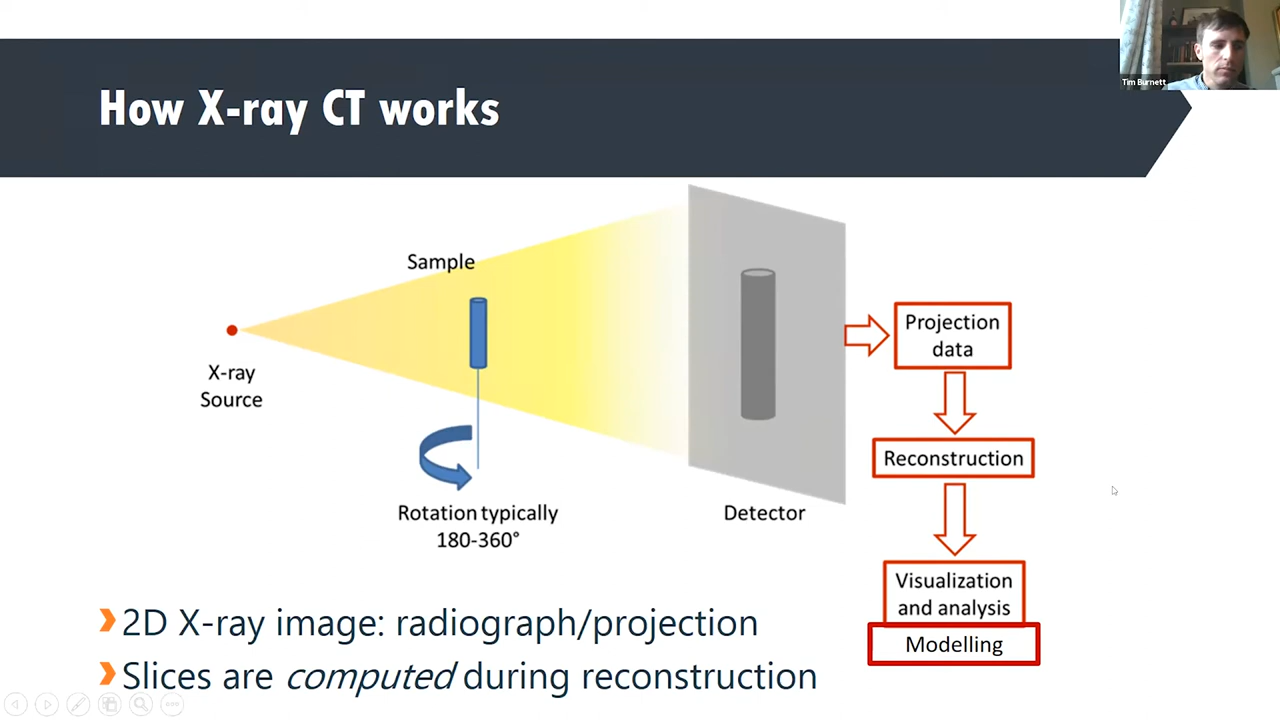 Tim Burnett
How X-ray CT works
Sample
X-ray
Source
Rotation typically
180-360°
Detector
Projection
data
Reconstruction
Visualization
and analysis
Modelling
2D X-ray image: radiograph/projection
Slices are computed during reconstruction